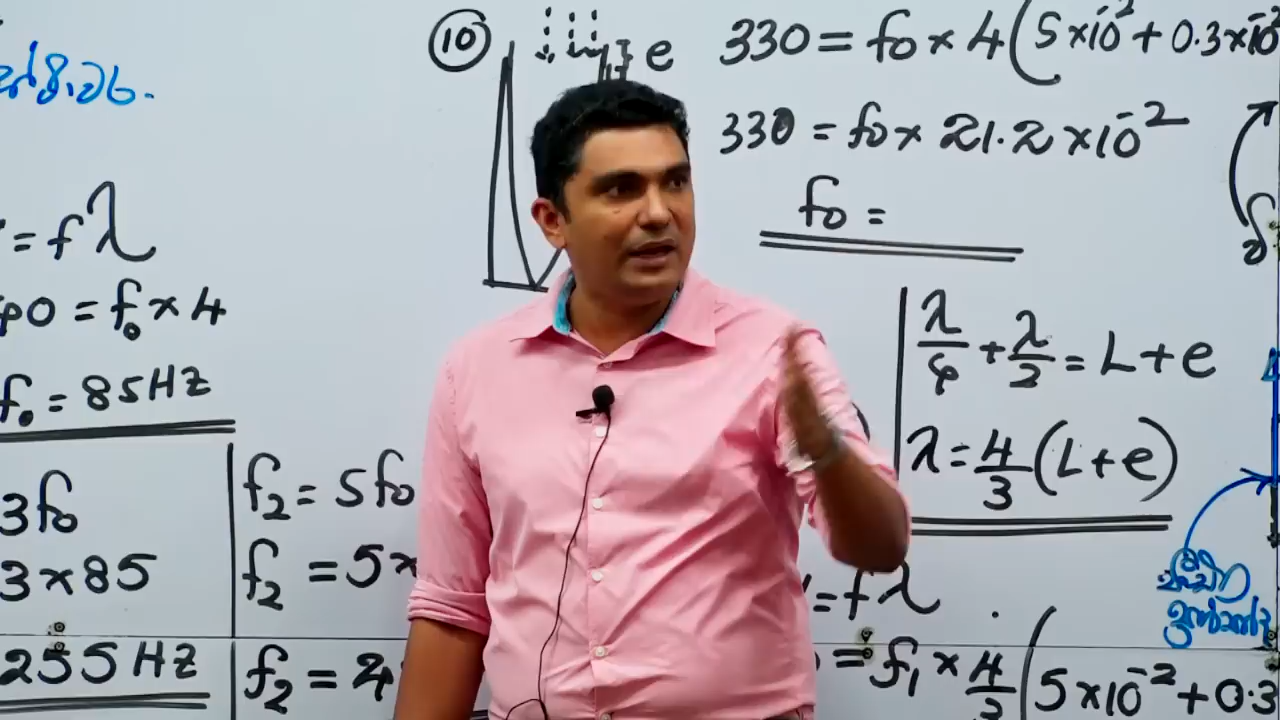 = fλ
= f₀ × 4
f₀ = 85 HZ
3f₀
3 × 85
255 HZ
f₂ = 5f₀
f₂ = 5×
f₂ = 4
⑩
e
330 = f₀ × 4 (5 × 10⁻² + 0.3 × 10⁻²
330 = f₀ × 21.2 × 10⁻²
f₀ =
λ/4 + λ/2 = L + e
λ = 4/3 (L + e)
= fλ
= f₁ × 4/3 (5 × 10⁻² + 0.3